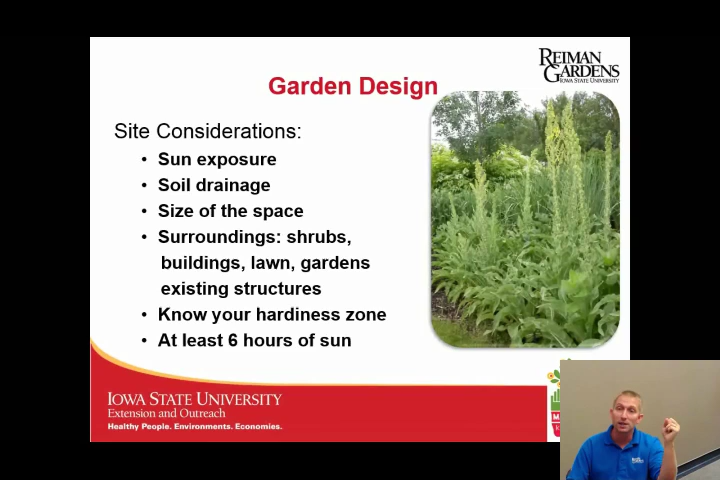 REIMAN
GARDENS
IOWA STATE UNIVERSITY
Garden Design
Site Considerations:
• Sun exposure
• Soil drainage
• Size of the space
• Surroundings: shrubs,
buildings, lawn, gardens
existing structures
• Know your hardiness zone
• At least 6 hours of sun
IOWA STATE UNIVERSITY
Extension and Outreach
Healthy People. Environments. Economies.